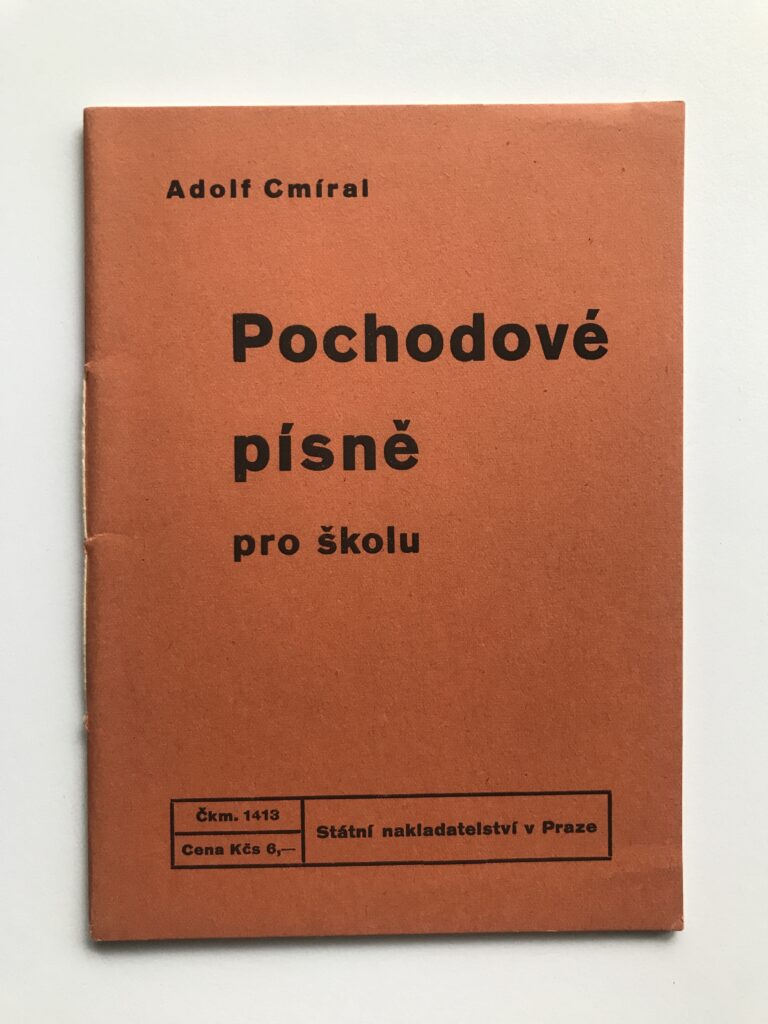 Adolf Cmíral
Pochodové
písně
pro školu
Čkm. 1413
Cena Kčs 6,—
Státní nakladatelství v Praze